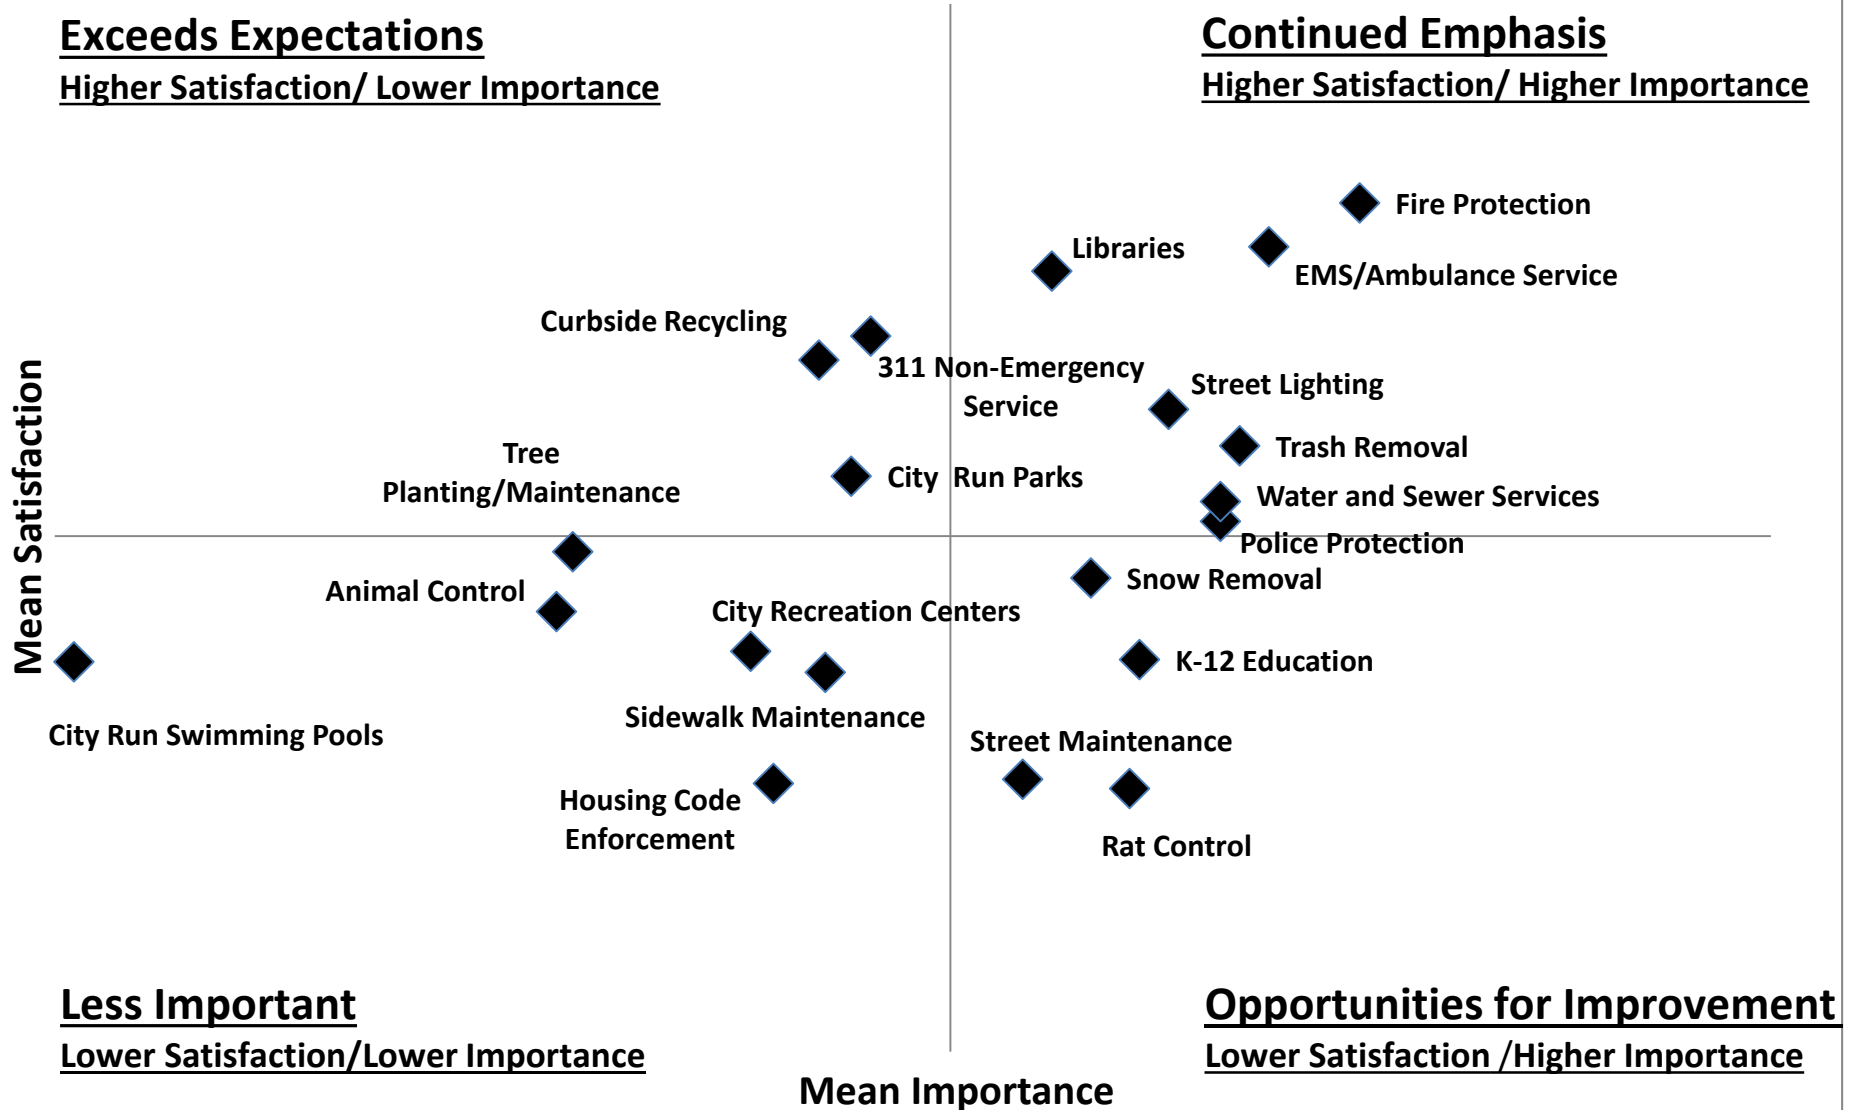 Exceeds Expectations
Higher Satisfaction/ Lower Importance
Continued Emphasis
Higher Satisfaction/ Higher Importance
Fire Protection
Libraries
EMS/Ambulance Service
Curbside Recycling
311 Non-Emergency
Service
Street Lighting
Trash Removal
Tree
Planting/Maintenance
City  Run Parks
Water and Sewer Services
Police Protection
Mean Satisfaction
Snow Removal
Animal Control
City Recreation Centers
K-12 Education
City Run Swimming Pools
Sidewalk Maintenance
Street Maintenance
Housing Code
Enforcement
Rat Control
Less Important
Lower Satisfaction/Lower Importance
Opportunities for Improvement
Lower Satisfaction /Higher Importance
Mean Importance